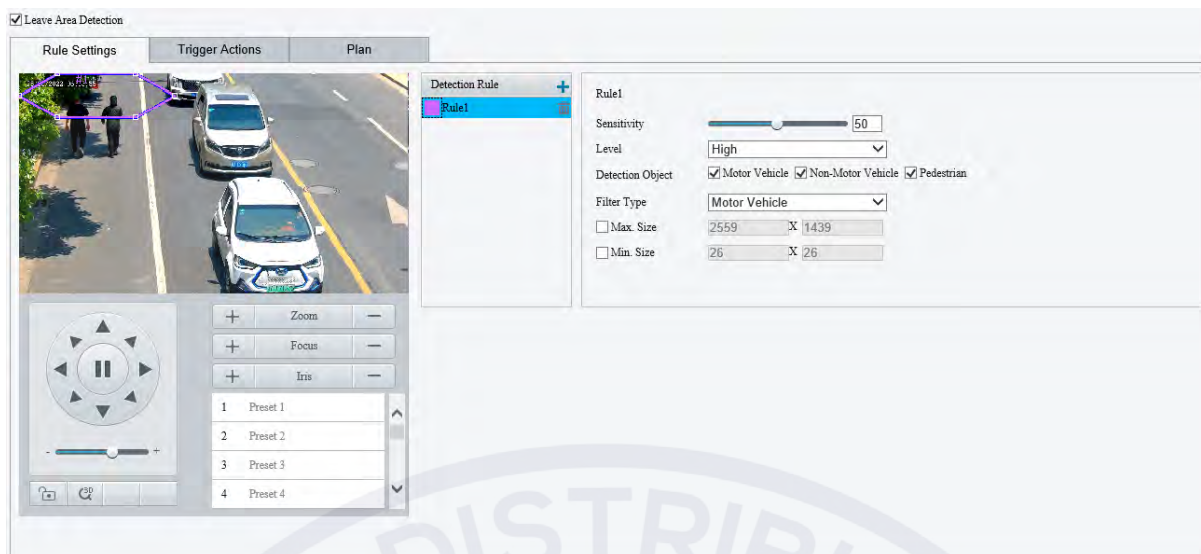 Leave Area Detection
Rule Settings Trigger Actions Plan
Detection Rule +
Rule1
Rule1
Sensitivity 50
Level High
Detection Object Motor Vehicle Non-Motor Vehicle Pedestrian
Filter Type Motor Vehicle
Max. Size 2559 X 1439
Min. Size 26 X 26
+ Zoom −
+ Focus −
+ Iris −
1 Preset 1
2 Preset 2
3 Preset 3
4 Preset 4
- +
3D
DISTRIB